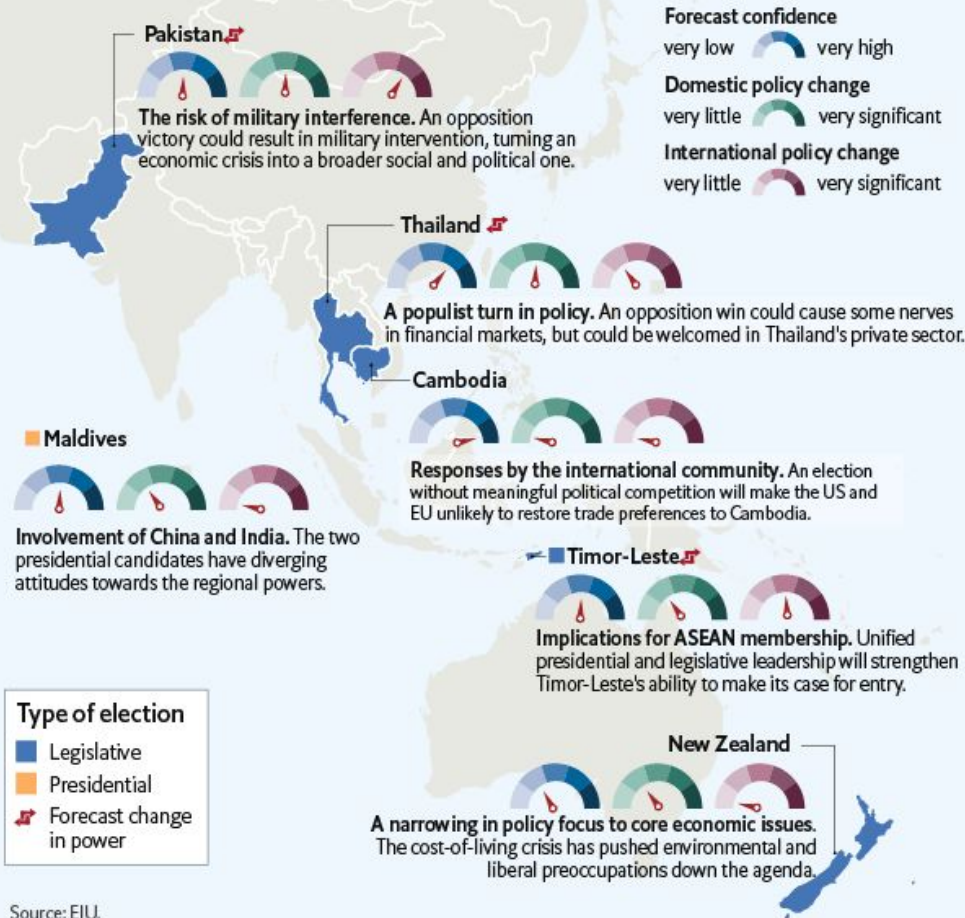 Forecast confidence
very low very high
Domestic policy change
very little very significant
International policy change
very little very significant
Pakistan
The risk of military interference. An opposition
victory could result in military intervention, turning an
economic crisis into a broader social and political one.
Thailand
A populist turn in policy. An opposition win could cause some nerves
in financial markets, but could be welcomed in Thailand's private sector.
Cambodia
Responses by the international community. An election
without meaningful political competition will make the US and
EU unlikely to restore trade preferences to Cambodia.
Maldives
Involvement of China and India. The two
presidential candidates have diverging
attitudes towards the regional powers.
Timor-Leste
Implications for ASEAN membership. Unified
presidential and legislative leadership will strengthen
Timor-Leste's ability to make its case for entry.
New Zealand
A narrowing in policy focus to core economic issues.
The cost-of-living crisis has pushed environmental and
liberal preoccupations down the agenda.
Type of election
Legislative
Presidential
Forecast change
in power
Source: EIU.